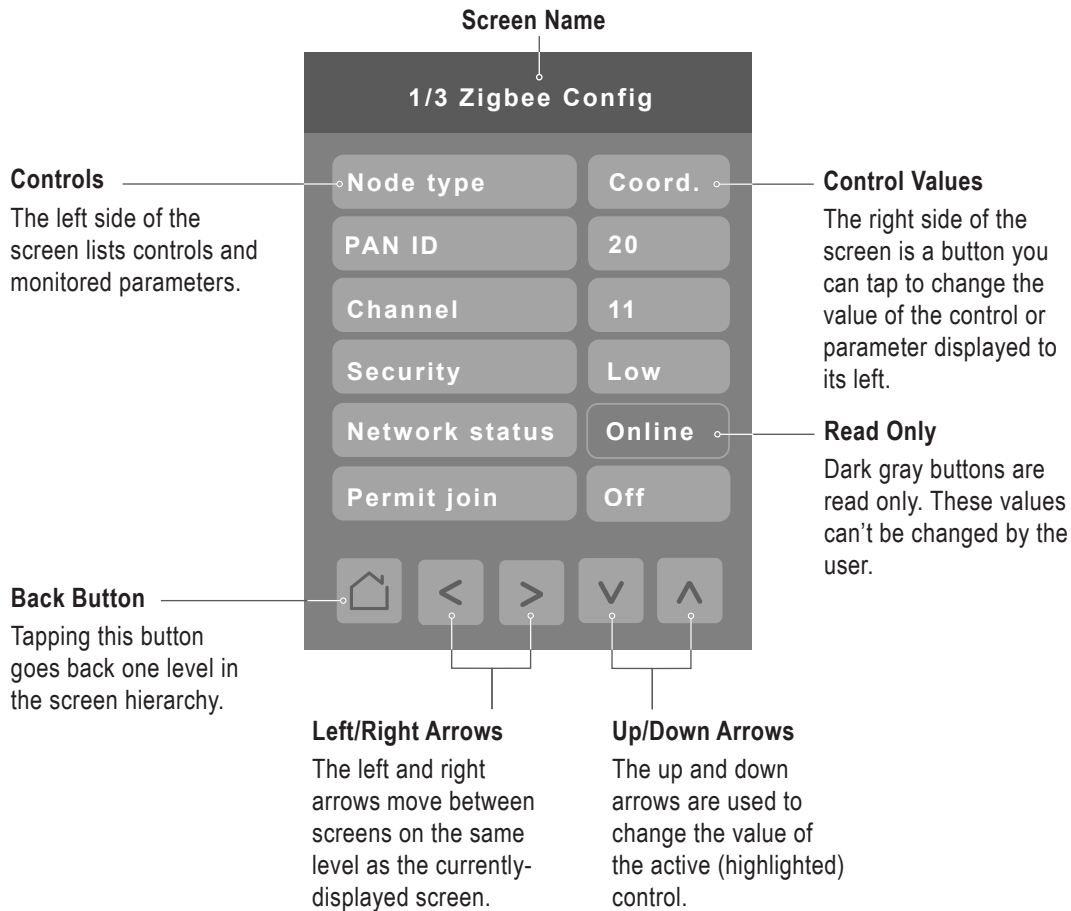 Screen Name
1/3 Zigbee Config
Controls
The left side of the
screen lists controls and
monitored parameters.
Node type
Coord.
PAN ID
20
Channel
11
Security
Low
Network status
Online
Permit join
Off
Control Values
The right side of the
screen is a button you
can tap to change the
value of the control or
parameter displayed to
its left.
Read Only
Dark gray buttons are
read only. These values
can’t be changed by the
user.
Back Button
Tapping this button
goes back one level in
the screen hierarchy.
< > v ʌ
Left/Right Arrows
The left and right
arrows move between
screens on the same
level as the currently-
displayed screen.
Up/Down Arrows
The up and down
arrows are used to
change the value of
the active (highlighted)
control.